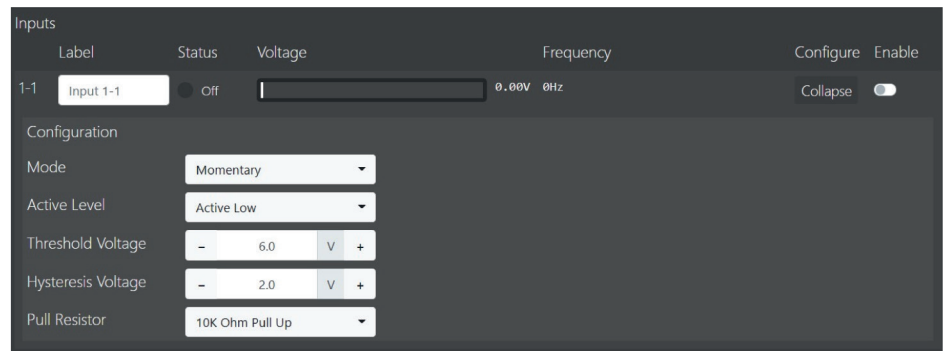 Inputs
Label Status Voltage Frequency Configure Enable
1-1 Input 1-1 Off 0.00V 0Hz Collapse
Configuration
Mode Momentary
Active Level Active Low
Threshold Voltage - 6.0 V +
Hysteresis Voltage - 2.0 V +
Pull Resistor 10K Ohm Pull Up